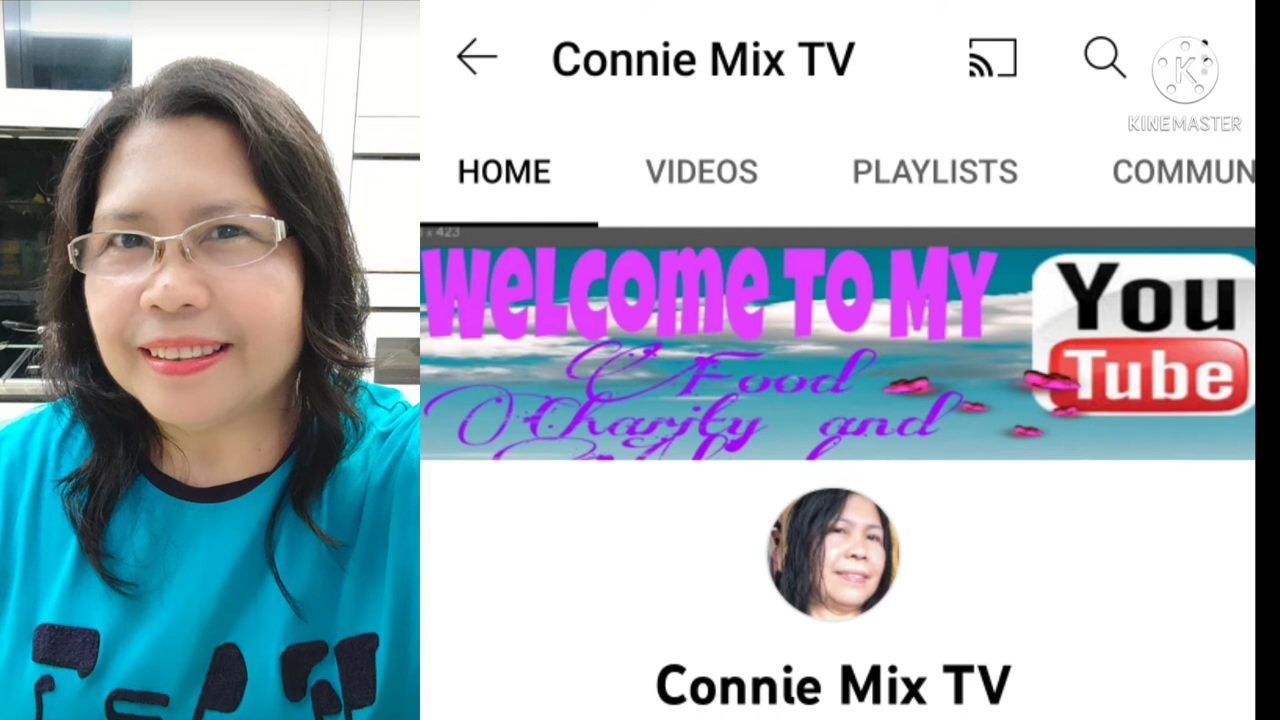 Connie Mix TV
KINEMASTER
HOME VIDEOS PLAYLISTS COMMUN
x 423
WELCOME TO MY
Food
Charity and
You
Tube
Connie Mix TV